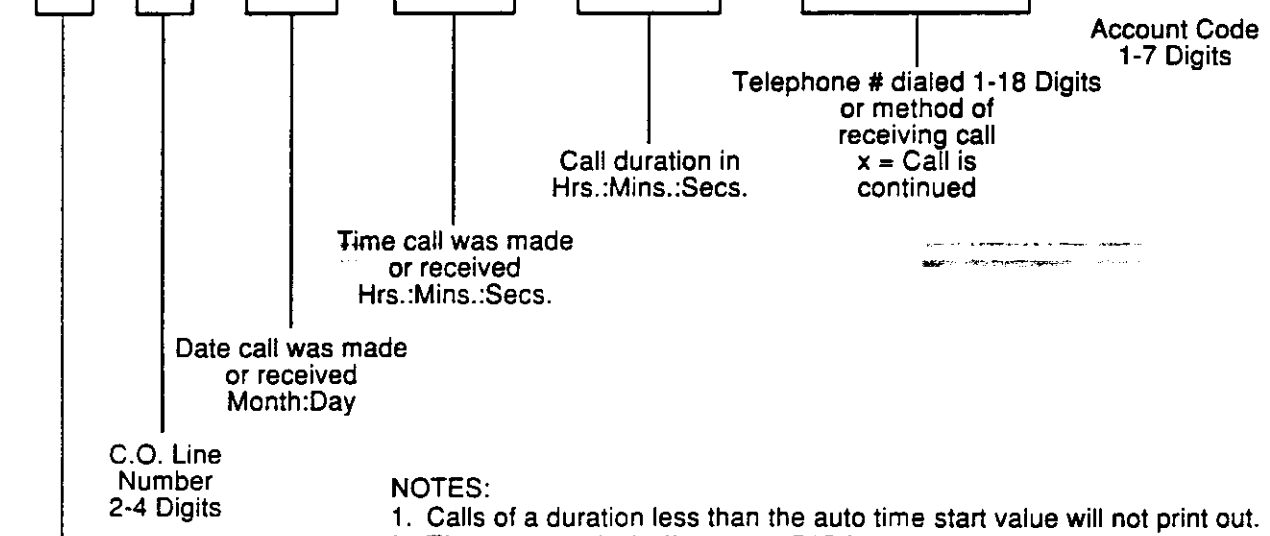 Account Code
1-7 Digits
Telephone # dialed 1-18 Digits
or method of
receiving call
x = Call is
continued
Call duration in
Hrs.:Mins.:Secs.
Time call was made
or received
Hrs.:Mins.:Secs.
Date call was made
or received
Month:Day
C.O. Line
Number
2-4 Digits
NOTES:
1. Calls of a duration less than the auto time start value will not print out.